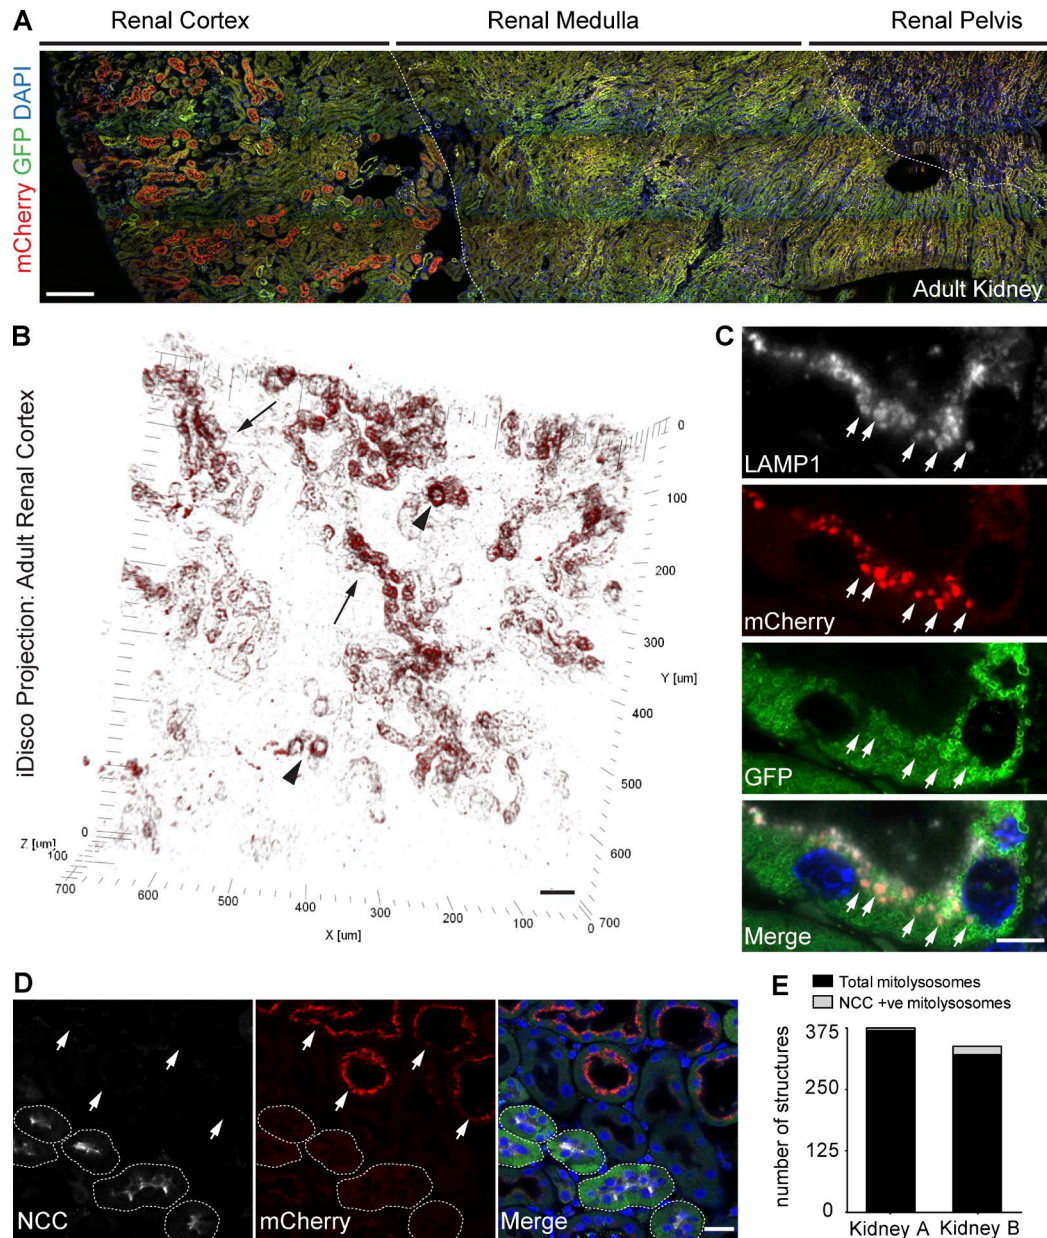 A
Renal Cortex
Renal Medulla
Renal Pelvis
mCherry GFP DAPI
Adult Kidney
B
iDisco Projection: Adult Renal Cortex
0
100
200
300
Y [um]
400
500
600
700
Z [um]
0
100
700
600
500
400
300
200
100
0
X [um]
C
LAMP1
mCherry
GFP
Merge
D
NCC
mCherry
Merge
E
Total mitolysosomes
NCC +ve mitolysosomes
number of structures
375
250
125
0
Kidney A
Kidney B